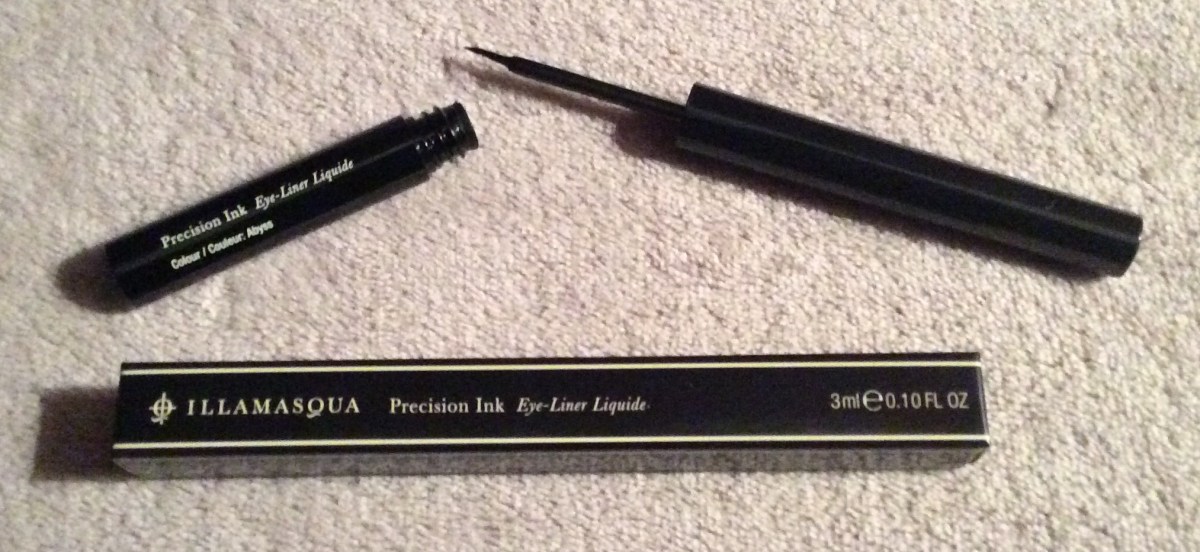 Precision Ink Eye-Liner Liquide
Colour / Couleur: Abyss
ILLAMASQUA Precision Ink Eye-Liner Liquide 3ml℮0.10 FL OZ